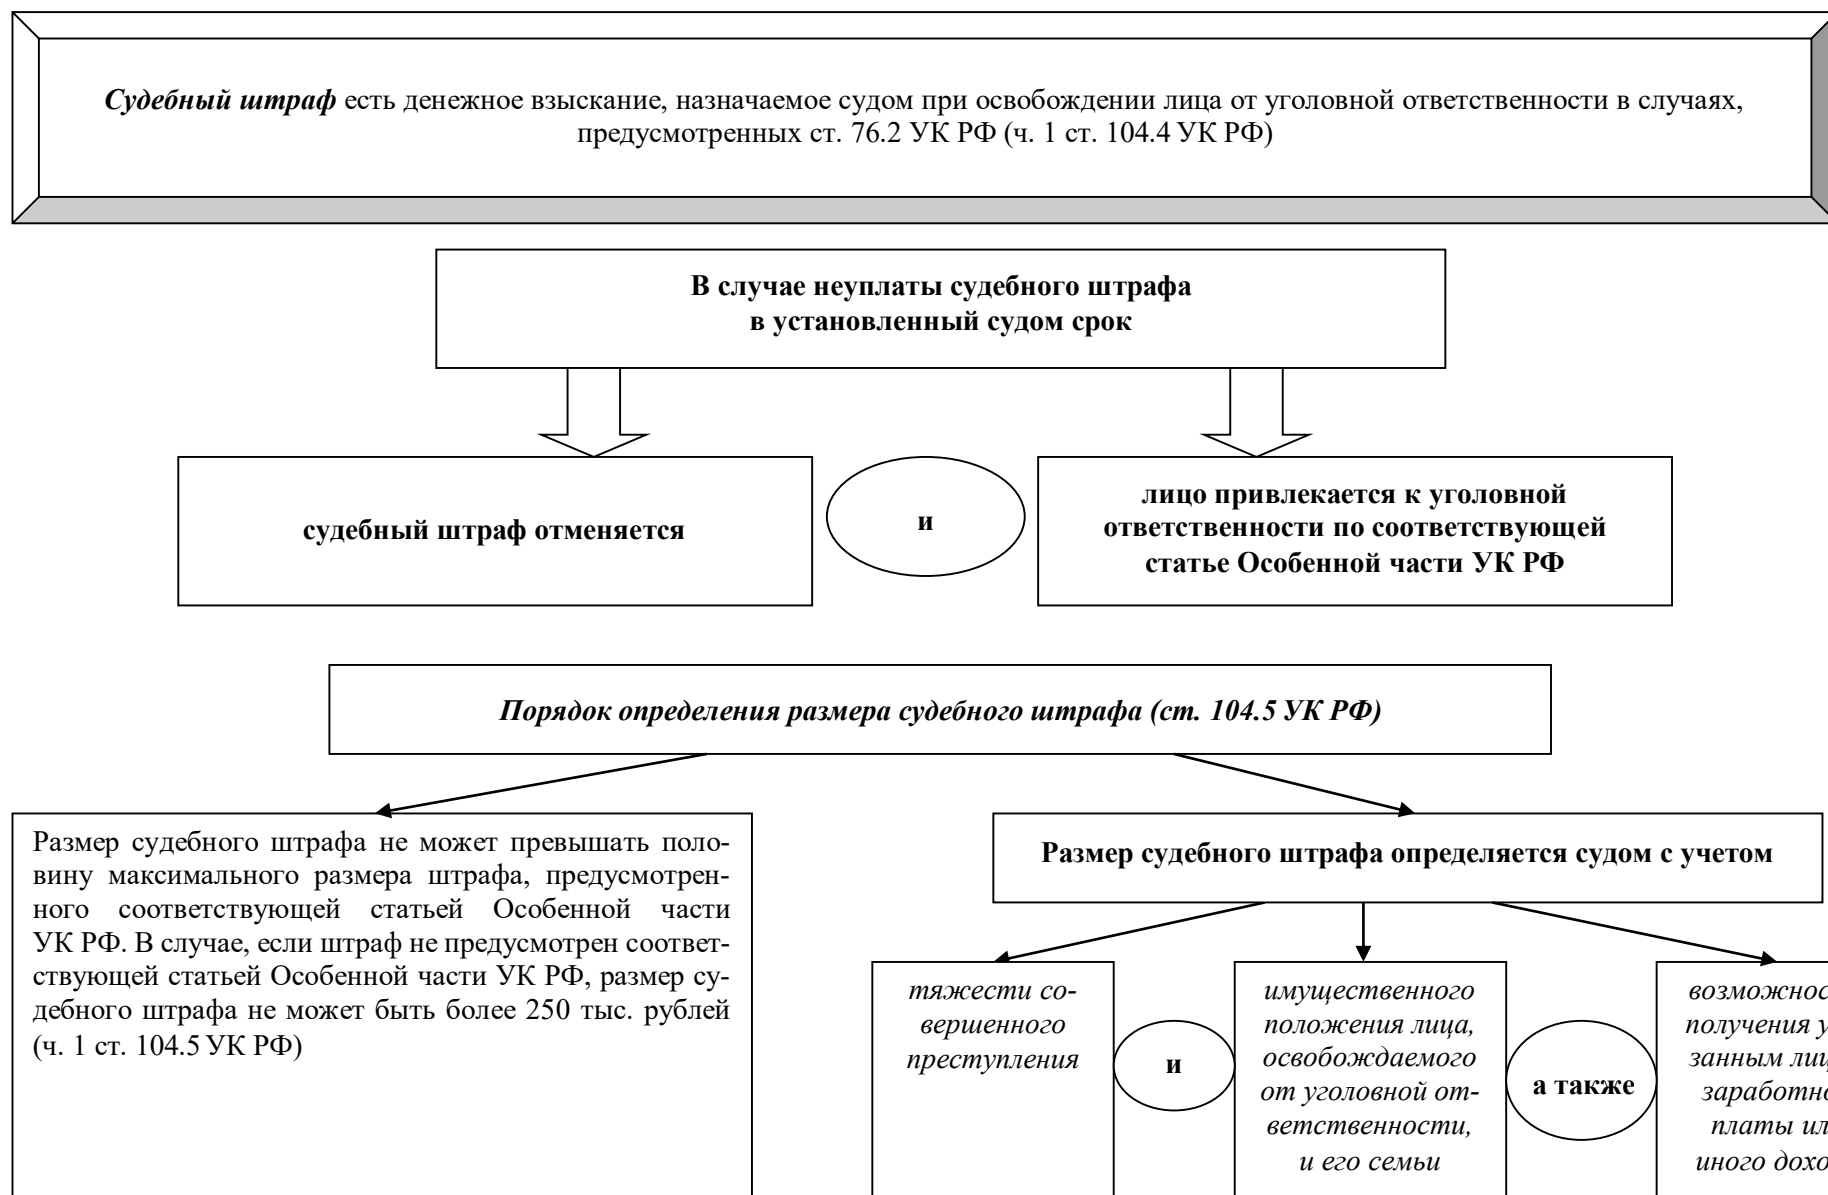 Судебный штраф есть денежное взыскание, назначаемое судом при освобождении лица от уголовной ответственности в случаях,
предусмотренных ст. 76.2 УК РФ (ч. 1 ст. 104.4 УК РФ)
В случае неуплаты судебного штрафа
в установленный судом срок
судебный штраф отменяется
и
лицо привлекается к уголовной
ответственности по соответствующей
статье Особенной части УК РФ
Порядок определения размера судебного штрафа (ст. 104.5 УК РФ)
Размер судебного штрафа не может превышать поло-
вину максимального размера штрафа, предусмотрен-
ного соответствующей статьей Особенной части
УК РФ. В случае, если штраф не предусмотрен соответ-
ствующей статьей Особенной части УК РФ, размер су-
дебного штрафа не может быть более 250 тыс. рублей
(ч. 1 ст. 104.5 УК РФ)
Размер судебного штрафа определяется судом с учетом
тяжести со-
вершенного
преступления
и
имущественного
положения лица,
освобождаемого
от уголовной от-
ветственности,
и его семьи
а также
получения
занным
платы
иного